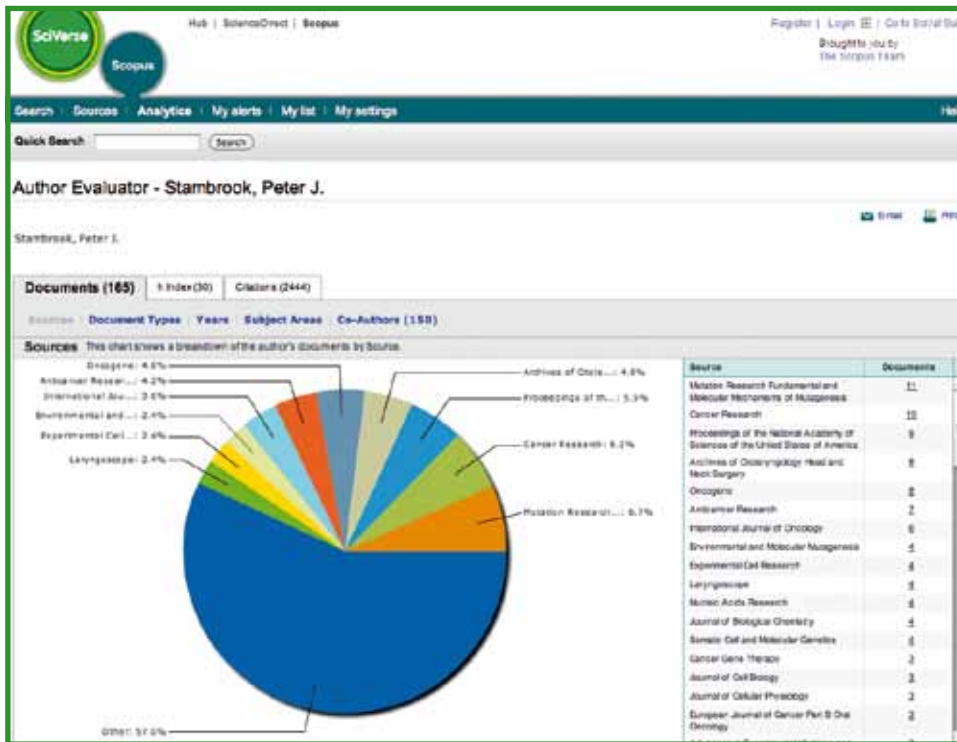 SciVerse
Scopus
Hub | ScienceDirect | Scopus
Register | Login
Brought to you by
The Scopus Team
Search Sources Analytics My alerts My list My settings
Quick Search Search
Author Evaluator - Stambrook, Peter J.
E-mail
Stambrook, Peter J.
Documents (165) h Index (30) Citations (2444)
Sources Document Types Years Subject Areas Co-Authors (150)
Sources This chart shows a breakdown of the author's documents by Source.
Oncogene: 4.8%
Anticancer Resear...: 4.2%
International Jou...: 3.6%
Environmental and...: 2.4%
Experimental Cell...: 2.4%
Laryngoscope: 2.4%
Archives of Otola...: 4.8%
Proceedings of th...: 5.5%
Cancer Research: 6.1%
Mutation Research...: 6.7%
Other: 57.0%
Source Documents
Mutation Research Fundamental and
Molecular Mechanisms of Mutagenesis 11
Cancer Research 10
Proceedings of the National Academy of
Sciences of the United States of America 9
Archives of Otolaryngology Head and
Neck Surgery 8
Oncogene 8
Anticancer Research 7
International Journal of Oncology 6
Environmental and Molecular Mutagenesis 4
Experimental Cell Research 4
Laryngoscope 4
Nucleic Acids Research 4
Journal of Biological Chemistry 4
Somatic Cell and Molecular Genetics 4
Cancer Gene Therapy 3
Journal of Cell Biology 3
Journal of Cellular Physiology 3
European Journal of Cancer Part B Oral
Oncology 3